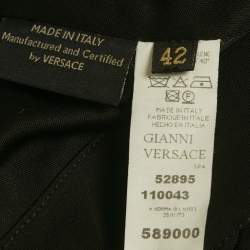 MADE IN ITALY
Manufactured and Certified
by VERSACE
42
MADE IN ITALY
FABRIQUE EN ITALIE
HECHO EN ITALIA
GIANNI
VERSACE
S.P.A.
52895
110043
589000